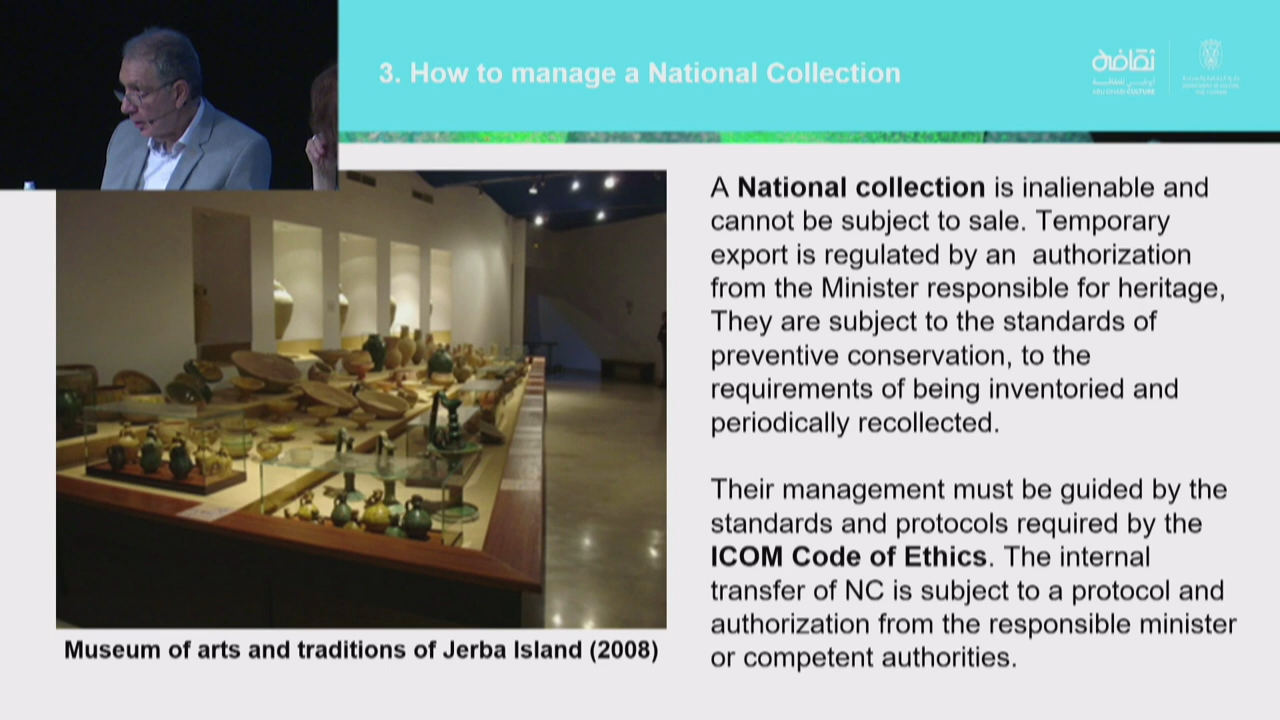 3. How to manage a National Collection
ثقافة
أبوظبي للثقافة
ABU DHABI CULTURE
A National collection is inalienable and
cannot be subject to sale. Temporary
export is regulated by an authorization
from the Minister responsible for heritage,
They are subject to the standards of
preventive conservation, to the
requirements of being inventoried and
periodically recollected.
Their management must be guided by the
standards and protocols required by the
ICOM Code of Ethics. The internal
transfer of NC is subject to a protocol and
authorization from the responsible minister
or competent authorities.
Museum of arts and traditions of Jerba Island (2008)